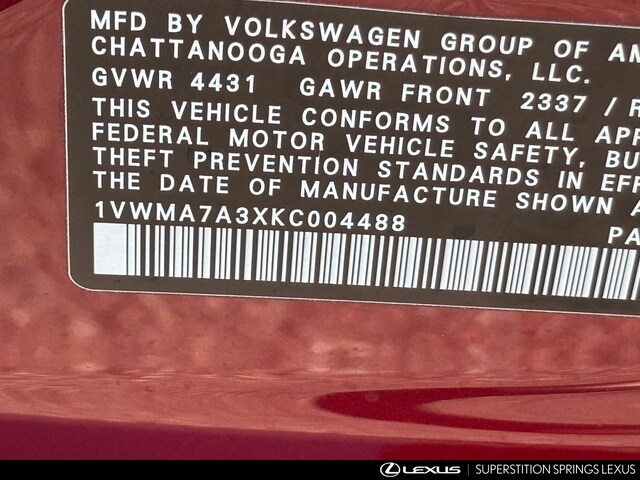 MFD BY VOLKSWAGEN GROUP OF AM
CHATTANOOGA OPERATIONS, LLC.
GVWR 4431 GAWR FRONT 2337 / R
THIS VEHICLE CONFORMS TO ALL APP
FEDERAL MOTOR VEHICLE SAFETY, BU
THEFT PREVENTION STANDARDS IN EFF
THE DATE OF MANUFACTURE SHOWN A
1VWMA7A3XKC004488 PA
LEXUS | SUPERSTITION SPRINGS LEXUS